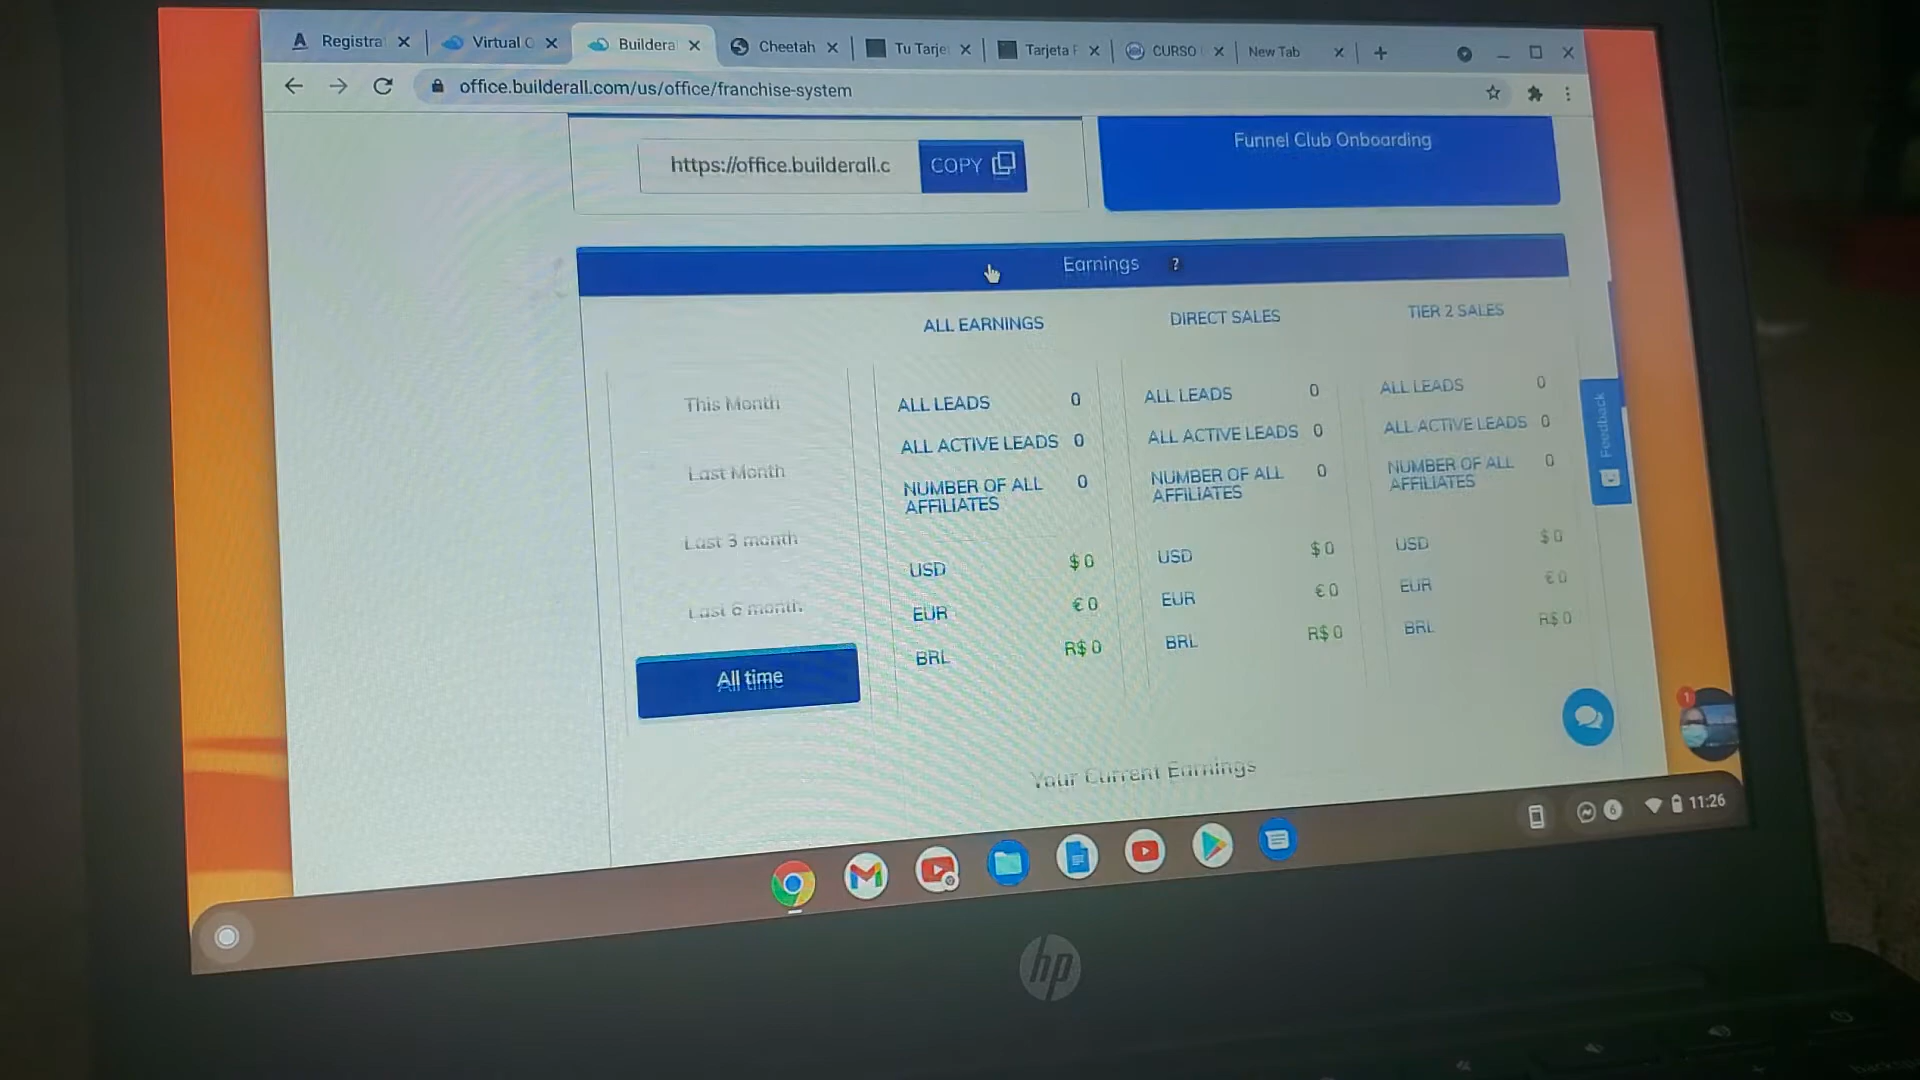 Registra
Virtual O
Buildera
Cheetah
Tu Tarje
Tarjeta F
CURSO
New Tab
office.builderall.com/us/office/franchise-system
https://office.builderall.c
COPY
Funnel Club Onboarding
Earnings ?
ALL EARNINGS
DIRECT SALES
TIER 2 SALES
This Month
Last Month
Last 3 month
Last 6 month
All time
ALL LEADS 0
ALL ACTIVE LEADS 0
NUMBER OF ALL 0
AFFILIATES
USD $ 0
EUR € 0
BRL R$ 0
ALL LEADS 0
ALL ACTIVE LEADS 0
NUMBER OF ALL 0
AFFILIATES
USD $ 0
EUR € 0
BRL R$ 0
ALL LEADS 0
ALL ACTIVE LEADS 0
NUMBER OF ALL 0
AFFILIATES
USD $ 0
EUR € 0
BRL R$ 0
Feedback
Your Current Earnings
1
6
11:26
hp